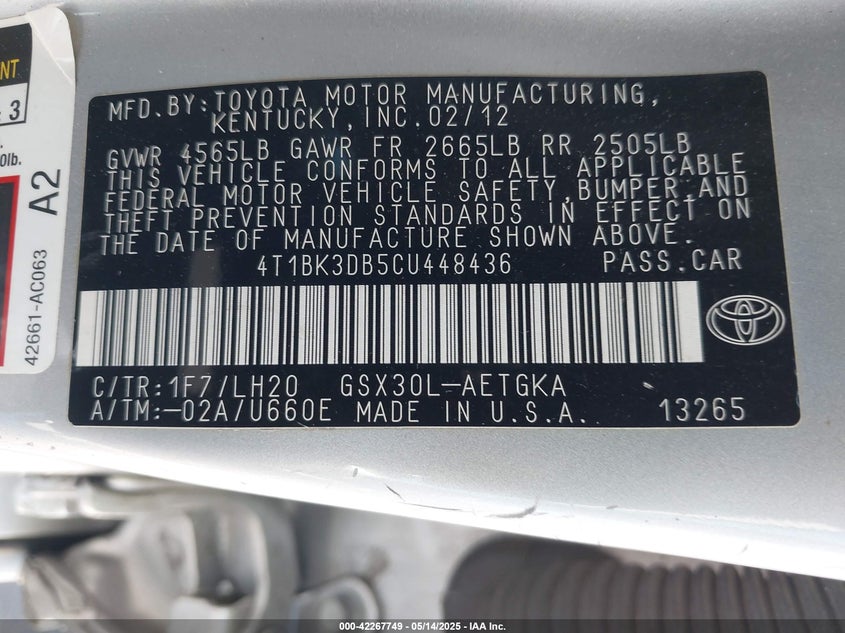 MFD.BY:TOYOTA MOTOR MANUFACTURING,
KENTUCKY,INC.02/12
GVWR 4565LB GAWR FR 2665LB RR 2505LB
THIS VEHICLE CONFORMS TO ALL APPLICABLE
FEDERAL MOTOR VEHICLE SAFETY,BUMPER,AND
THEFT PREVENTION STANDARDS IN EFFECT ON
THE DATE OF MANUFACTURE SHOWN ABOVE.
4T1BK3DB5CU448436 PASS.CAR
C/TR:1F7/LH20 GSX30L-AETGKA
A/TM:-02A/U660E MADE IN U.S.A. 13265
3
0lb.
A2
42661-AC063
000-42267749 - 05/14/2025 - IAA Inc.